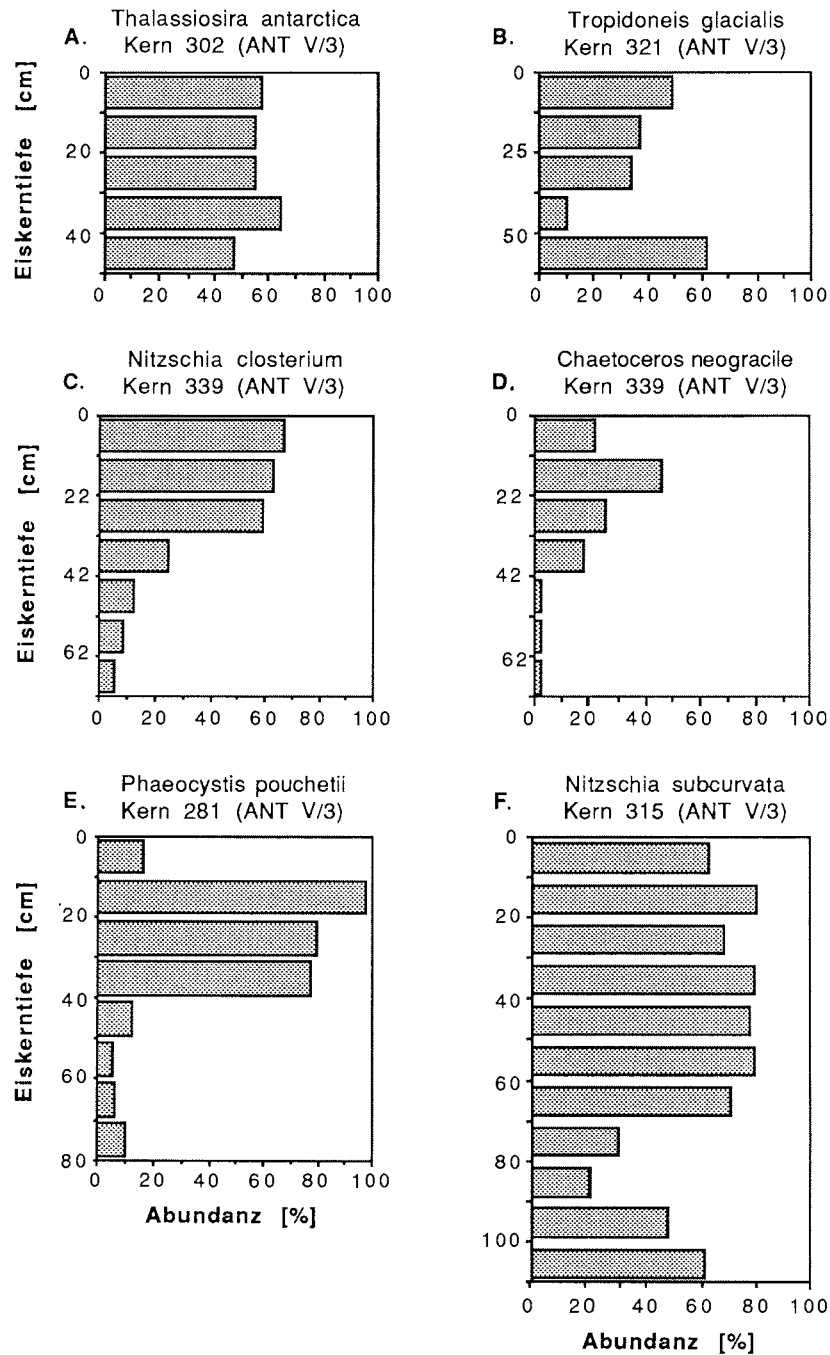 A.
Thalassiosira antarctica
Kern 302 (ANT V/3)
Eiskerntiefe [cm]
0
20
40
0 20 40 60 80 100
B.
Tropidoneis glacialis
Kern 321 (ANT V/3)
0
25
50
0 20 40 60 80 100
C.
Nitzschia closterium
Kern 339 (ANT V/3)
Eiskerntiefe [cm]
0
22
42
62
0 20 40 60 80 100
D.
Chaetoceros neogracile
Kern 339 (ANT V/3)
0
22
42
62
0 20 40 60 80 100
E.
Phaeocystis pouchetii
Kern 281 (ANT V/3)
Eiskerntiefe [cm]
0
20
40
60
80
0 20 40 60 80 100
Abundanz [%]
F.
Nitzschia subcurvata
Kern 315 (ANT V/3)
0
20
40
60
80
100
0 20 40 60 80 100
Abundanz [%]